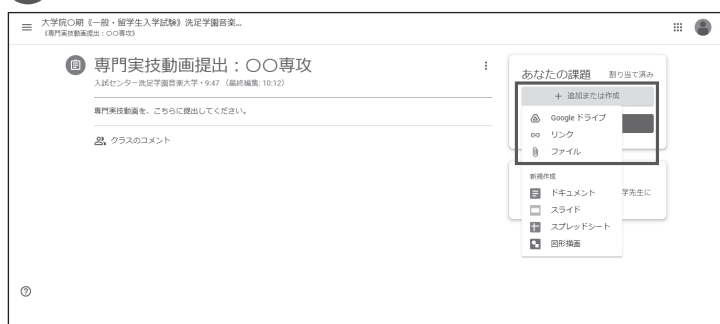 大学院〇期《一般・留学生入学試験》洗足学園音楽...
《専門実技動画提出：〇〇専攻》
専門実技動画提出：〇〇専攻
入試センター洗足学園音楽大学・9:47 （最終編集: 10:12）
専門実技動画を、こちらに提出してください。
クラスのコメント
あなたの課題 割り当て済み
+ 追加または作成
Google ドライブ
リンク
ファイル
新規作成
ドキュメント
学先生に
スライド
スプレッドシート
図形描画